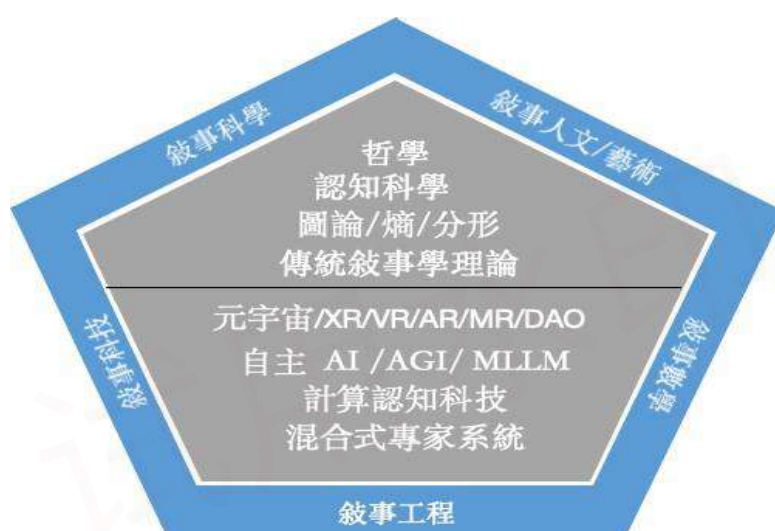 敘事科學
敘事人文/藝術
哲學
認知科學
圖論/熵/分形
傳統敘事學理論
元宇宙/XR/VR/AR/MR/DAO
自主 AI /AGI/ MLLM
計算認知科技
混合式專家系統
敘事科技
敘事數學
敘事工程